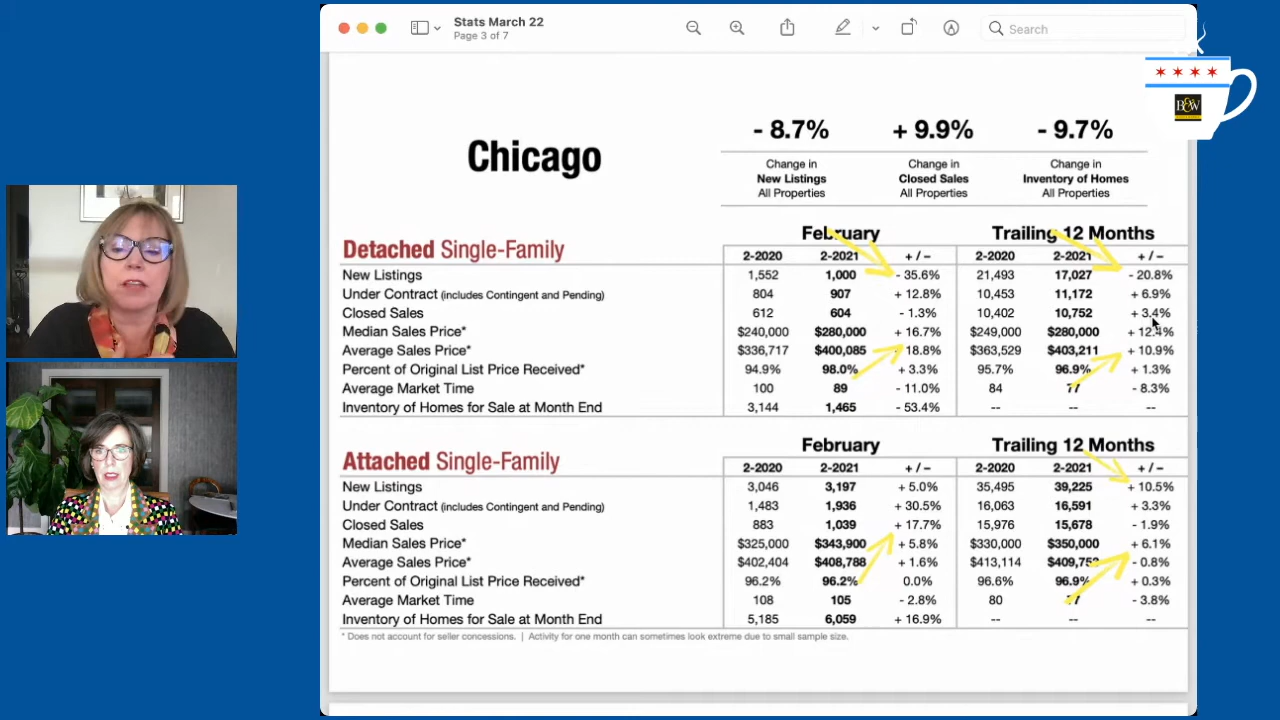 Stats March 22
Page 3 of 7
Search
B&W
Chicago
- 8.7% + 9.9% - 9.7%
Change in Change in Change in
New Listings Closed Sales Inventory of Homes
All Properties All Properties All Properties
Detached Single-Family February Trailing 12 Months
2-2020 2-2021 + / – 2-2020 2-2021 + / –
New Listings 1,552 1,000 - 35.6% 21,493 17,027 - 20.8%
Under Contract (includes Contingent and Pending) 804 907 + 12.8% 10,453 11,172 + 6.9%
Closed Sales 612 604 - 1.3% 10,402 10,752 + 3.4%
Median Sales Price* $240,000 $280,000 + 16.7% $249,000 $280,000 + 12.4%
Average Sales Price* $336,717 $400,085 18.8% $363,529 $403,211 + 10.9%
Percent of Original List Price Received* 94.9% 98.0% + 3.3% 95.7% 96.9% + 1.3%
Average Market Time 100 89 - 11.0% 84 77 - 8.3%
Inventory of Homes for Sale at Month End 3,144 1,465 - 53.4% -- -- --
Attached Single-Family February Trailing 12 Months
2-2020 2-2021 + / – 2-2020 2-2021 + / –
New Listings 3,046 3,197 + 5.0% 35,495 39,225 + 10.5%
Under Contract (includes Contingent and Pending) 1,483 1,936 + 30.5% 16,063 16,591 + 3.3%
Closed Sales 883 1,039 + 17.7% 15,976 15,678 - 1.9%
Median Sales Price* $325,000 $343,900 + 5.8% $330,000 $350,000 + 6.1%
Average Sales Price* $402,404 $408,788 + 1.6% $413,114 - 0.8%
Percent of Original List Price Received* 96.2% 96.2% 0.0% 96.6% 96.9% + 0.3%
Average Market Time 108 105 - 2.8% 80 77 - 3.8%
Inventory of Homes for Sale at Month End 5,185 6,059 + 16.9% -- -- --
* Does not account for seller concessions. | Activity for one month can sometimes look extreme due to small sample size.